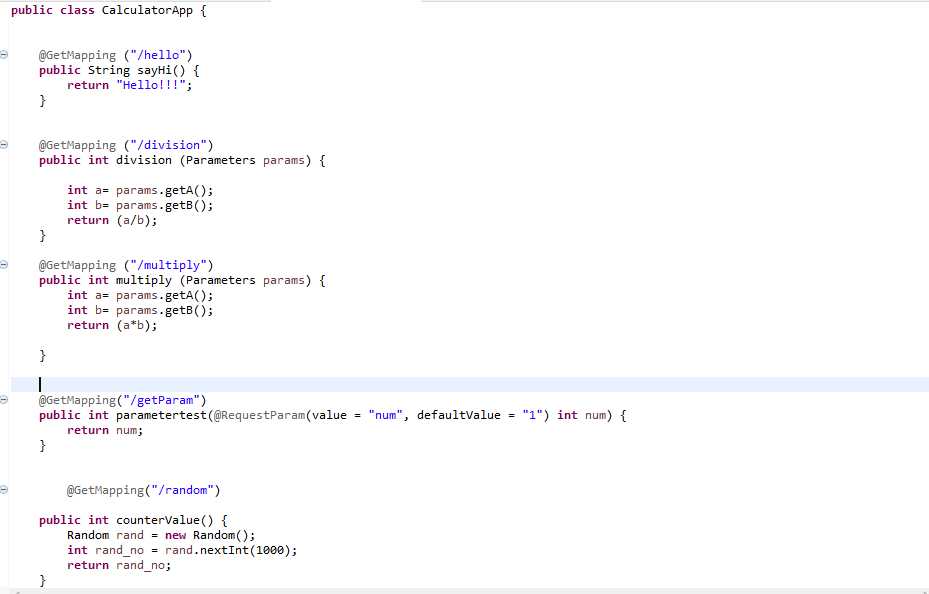 public class CalculatorApp {
@GetMapping ("/hello")
public String sayHi() {
return "Hello!!!";
}
@GetMapping ("/division")
public int division (Parameters params) {
int a= params.getA();
int b= params.getB();
return (a/b);
}
@GetMapping ("/multiply")
public int multiply (Parameters params) {
int a= params.getA();
int b= params.getB();
return (a*b);
}
@GetMapping("/getParam")
public int parametertest(@RequestParam(value = "num", defaultValue = "1") int num) {
return num;
}
@GetMapping("/random")
public int counterValue() {
Random rand = new Random();
int rand_no = rand.nextInt(1000);
return rand_no;
}